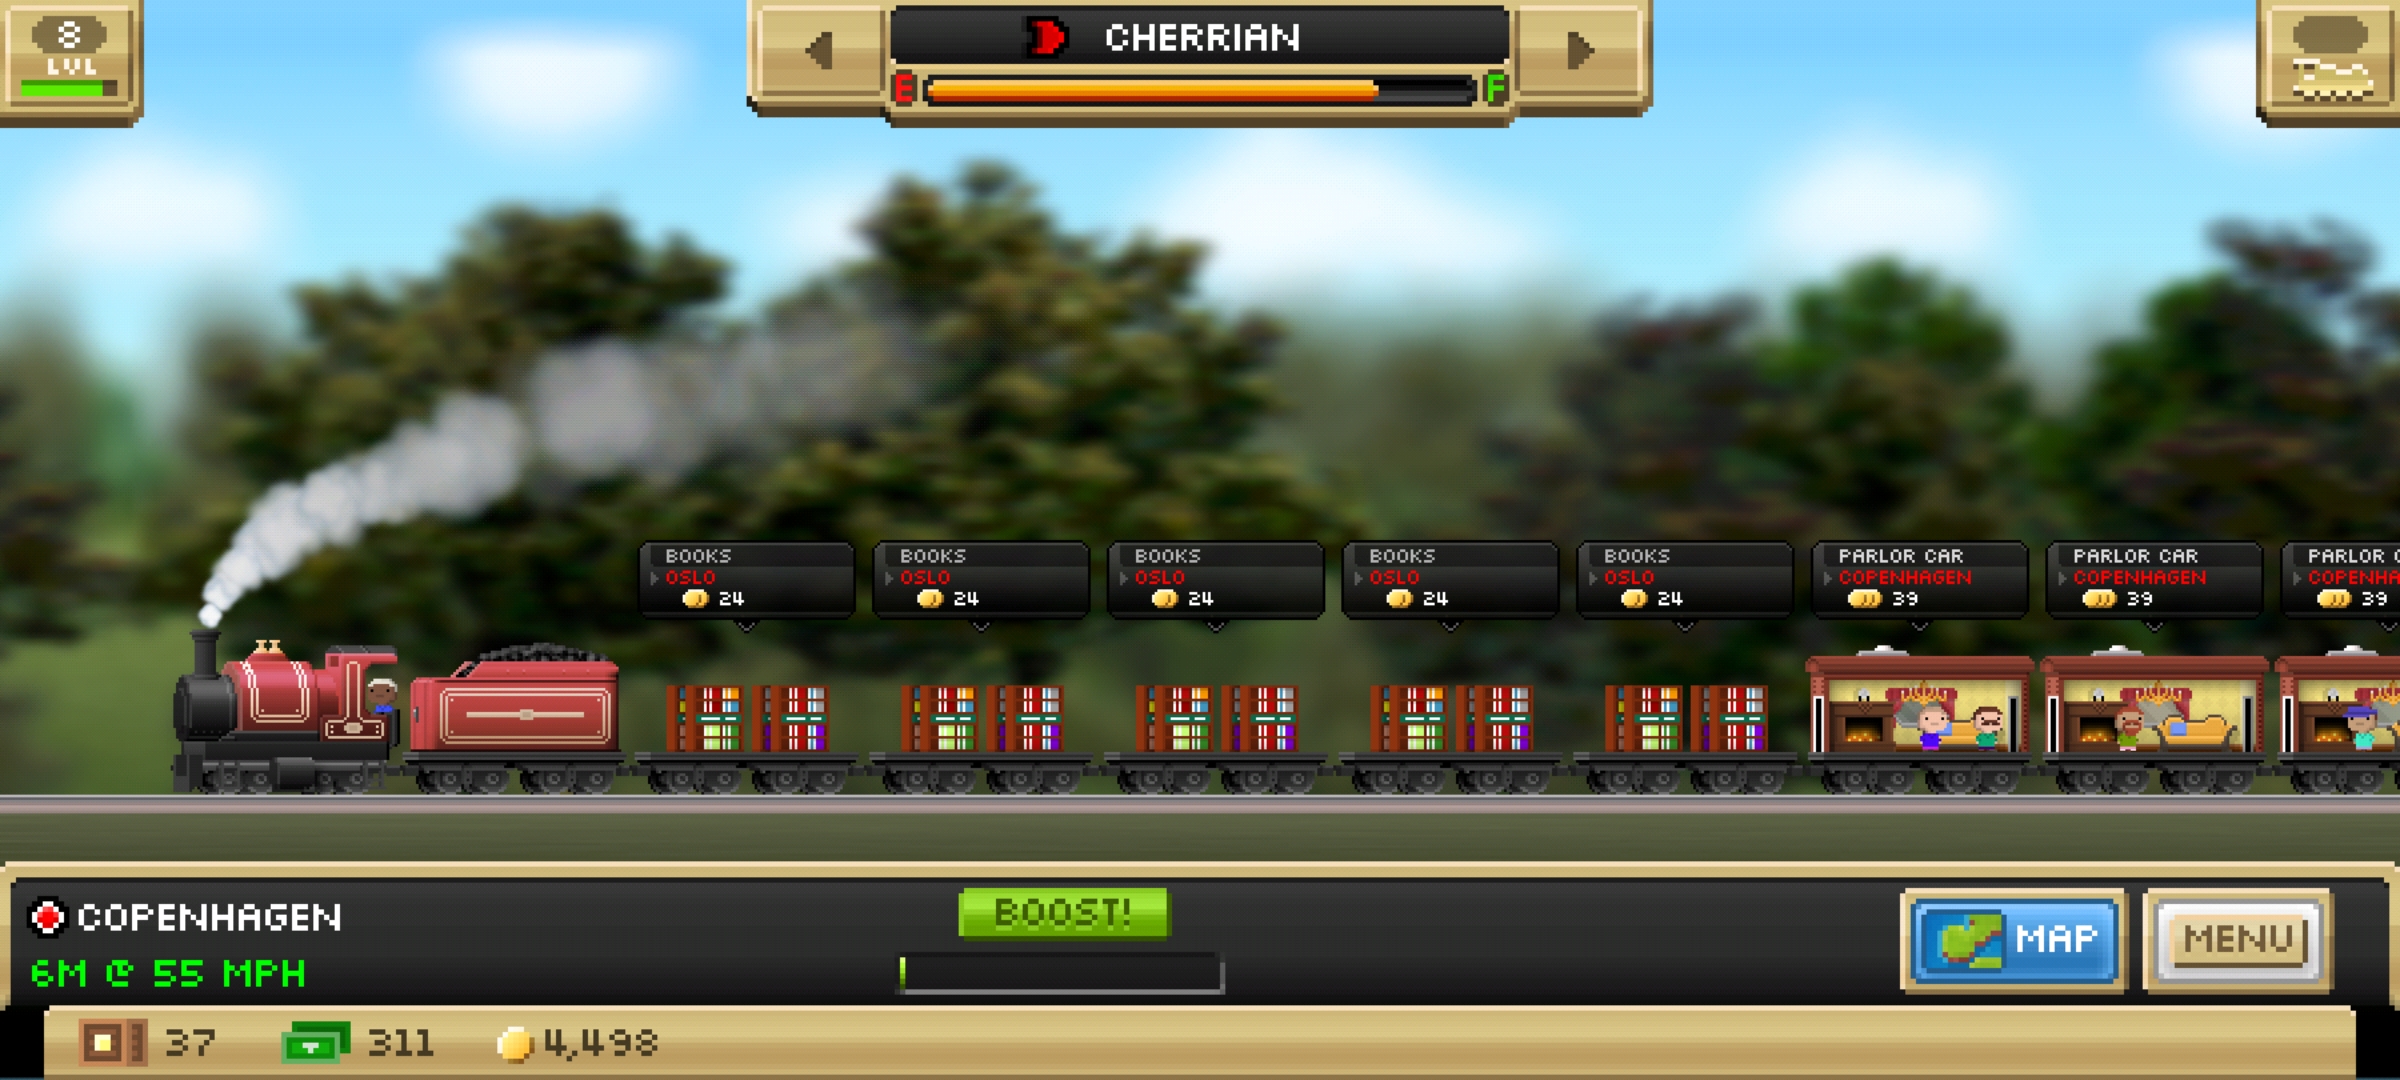 8
LVL
CHERRIAN
E F
BOOKS
OSLO
24
BOOKS
OSLO
24
BOOKS
OSLO
24
BOOKS
OSLO
24
BOOKS
OSLO
24
PARLOR CAR
COPENHAGEN
39
PARLOR CAR
COPENHAGEN
39
PARLOR C
COPENHA
39
COPENHAGEN
6M @ 55 MPH
BOOST!
MAP
MENU
37 311 4,498